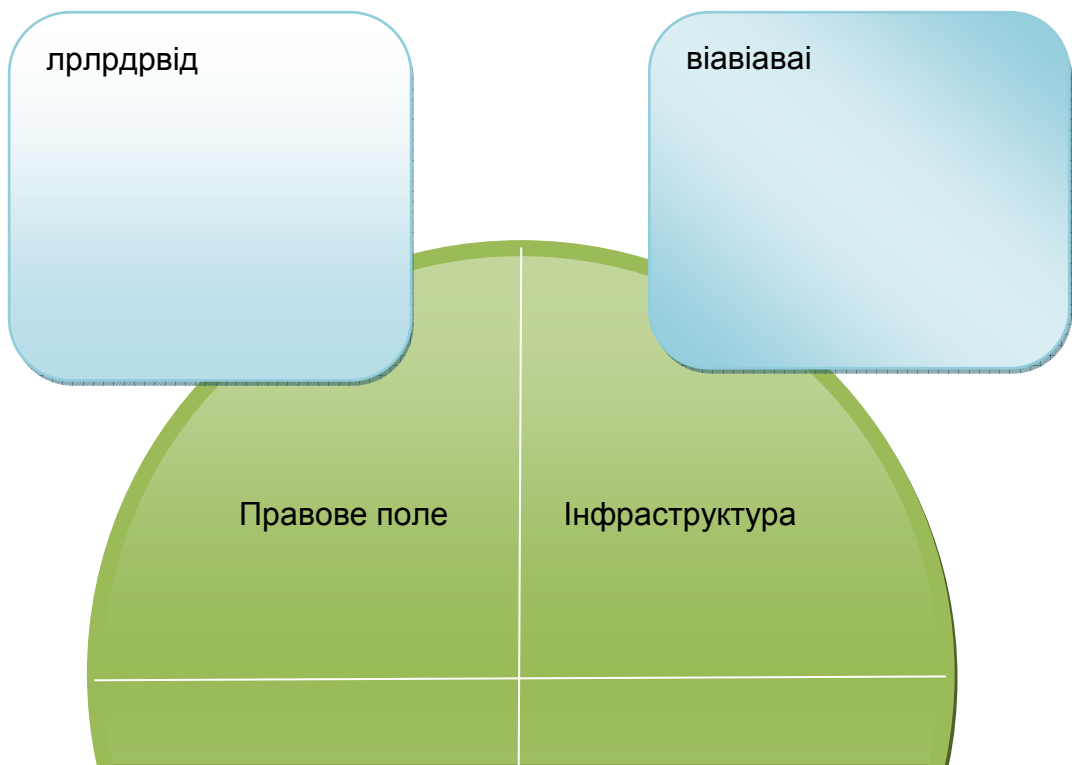 лрлрдрвід
віавіаваі
Правове поле
Інфраструктура